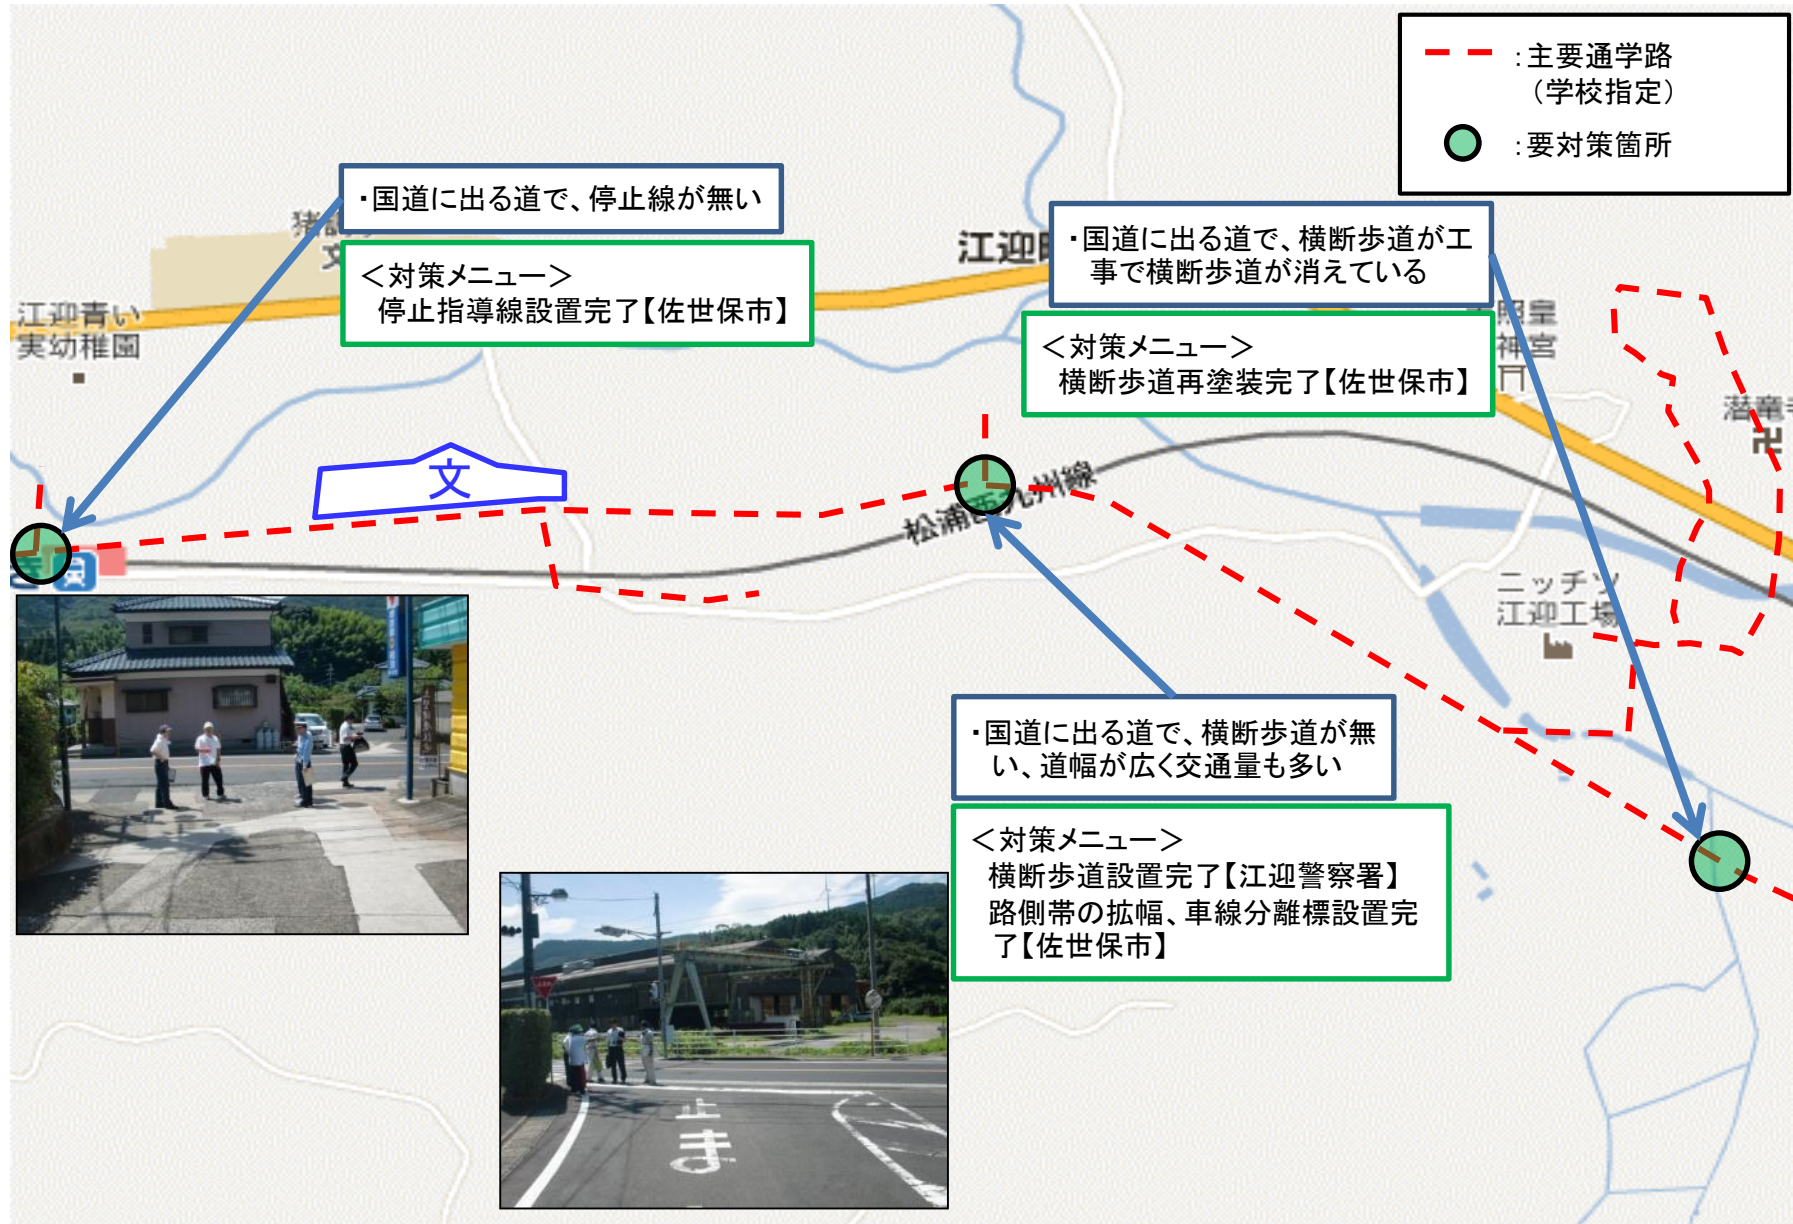 :主要通学路
(学校指定)
:要対策箇所
・国道に出る道で、停止線が無い
＜対策メニュー＞
停止指導線設置完了【佐世保市】
・国道に出る道で、横断歩道が工
事で横断歩道が消えている
＜対策メニュー＞
横断歩道再塗装完了【佐世保市】
江迎
江迎青い
実幼稚園
照皇
神宮
潜竜
文
松浦西九州線
ニッチツ
江迎工場
・国道に出る道で、横断歩道が無
い、道幅が広く交通量も多い
＜対策メニュー＞
横断歩道設置完了【江迎警察署】
路側帯の拡幅、車線分離標設置完
了【佐世保市】
止まれ